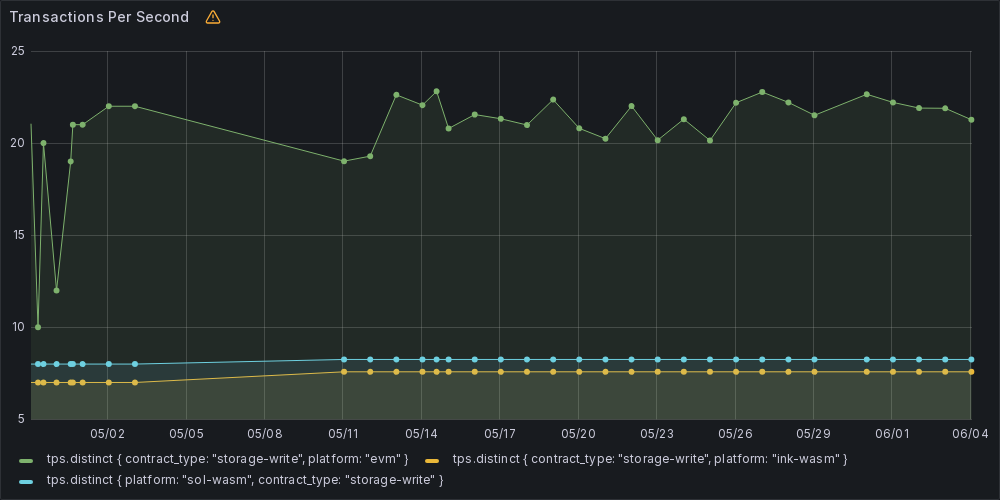 Transactions Per Second
25
20
15
10
5
05/02 05/05 05/08 05/11 05/14 05/17 05/20 05/23 05/26 05/29 06/01 06/04
tps.distinct { contract_type: "storage-write", platform: "evm" } tps.distinct { contract_type: "storage-write", platform: "ink-wasm" }
tps.distinct { platform: "sol-wasm", contract_type: "storage-write" }